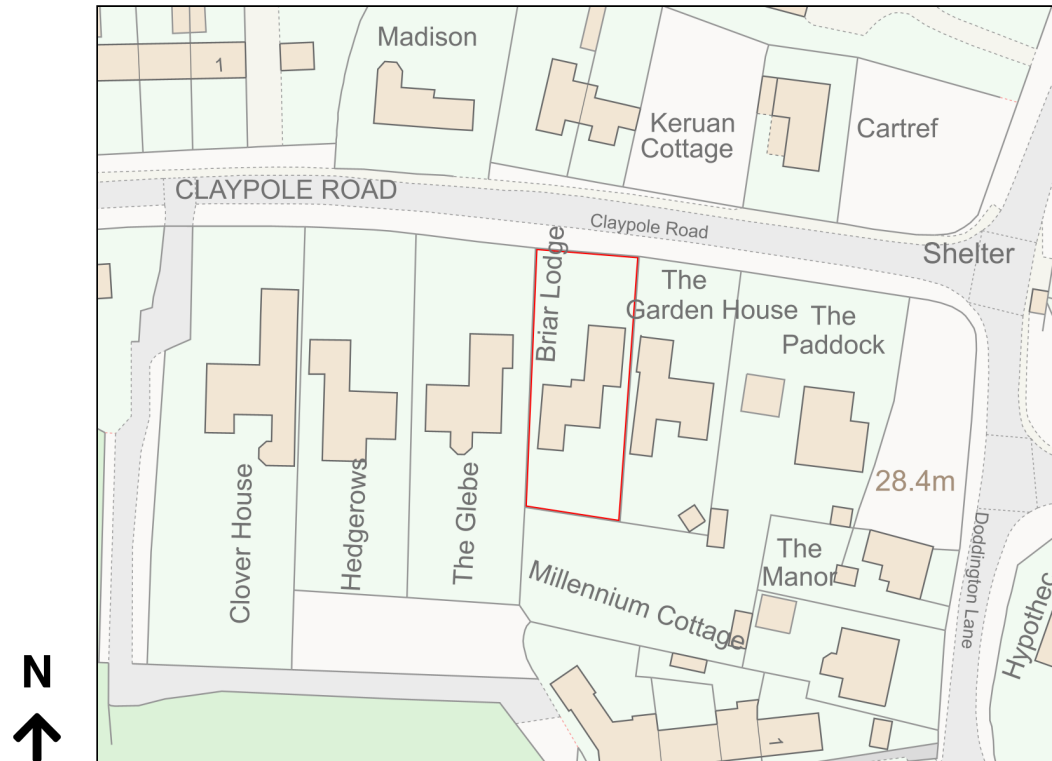 Madison
1
Keruan
Cottage
Cartref
CLAYPOLE ROAD
Claypole Road
Shelter
Briar Lodge
The
Garden House
The
Paddock
28.4m
Clover House
Hedgerows
The Glebe
Millennium Cottage
The
Manor
Doddington Lane
Hypothec
1
N